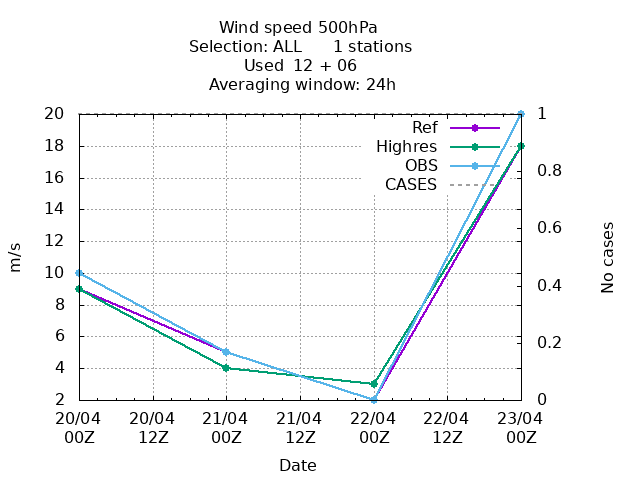 Wind speed 500hPa
Selection: ALL 1 stations
Used 12 + 06
Averaging window: 24h
20
18
16
14
12
10
8
6
4
2
m/s
1
0.8
0.6
0.4
0.2
0
No cases
Ref
Highres
OBS
CASES
20/04 20/04 21/04 21/04 22/04 22/04 23/04
00Z 12Z 00Z 12Z 00Z 12Z 00Z
Date